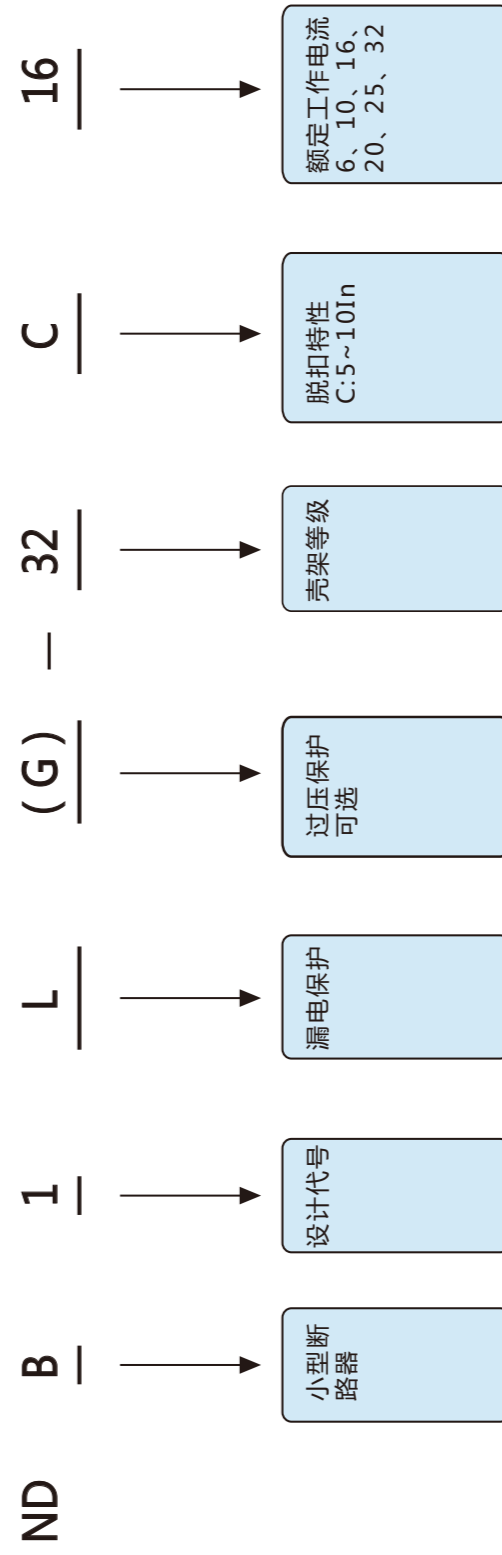 ND B 1 L (G) — 32 C 16
小型断
路器
设计代号
漏电保护
过压保护
可选
壳架等级
脱扣特性
C:5~10In
额定工作电流
6、10、16、
20、25、32